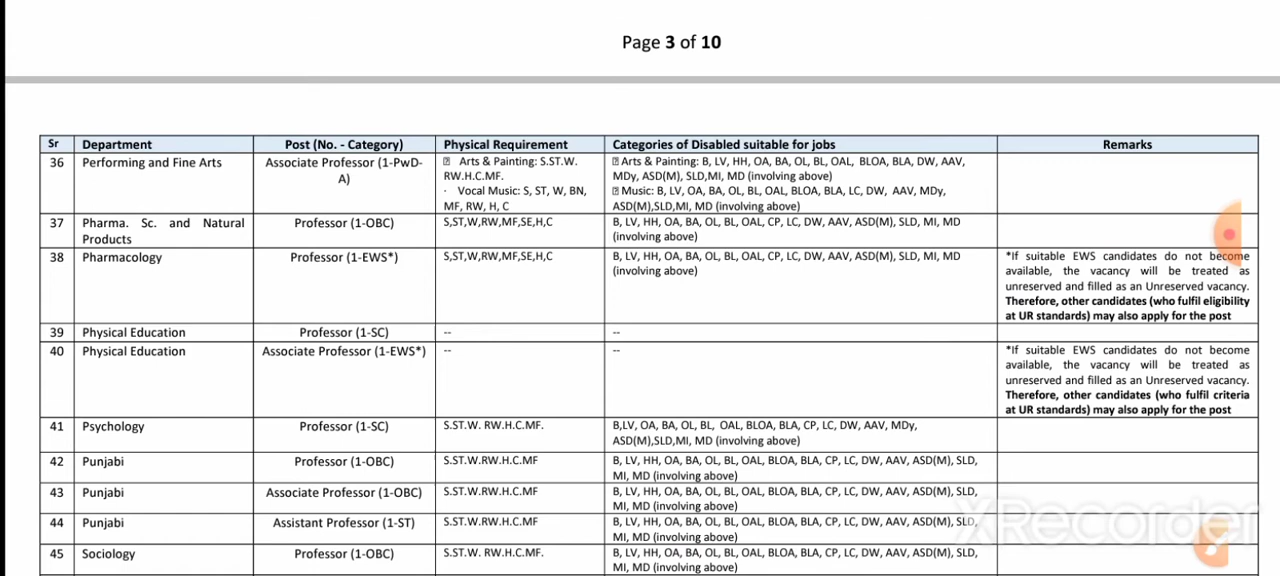 Page 3 of 10
Sr Department Post (No. - Category) Physical Requirement Categories of Disabled suitable for jobs Remarks
36 Performing and Fine Arts Associate Professor (1-PwD-A) Arts & Painting: S.ST.W. RW.H.C.MF. · Vocal Music: S, ST, W, BN, MF, RW, H, C Arts & Painting: B, LV, HH, OA, BA, OL, BL, OAL, BLOA, BLA, DW, AAV, MDy, ASD(M), SLD,MI, MD (involving above) Music: B, LV, OA, BA, OL, BL, OAL, BLOA, BLA, LC, DW, AAV, MDy, ASD(M),SLD,MI, MD (involving above)
37 Pharma. Sc. and Natural Products Professor (1-OBC) S,ST,W,RW,MF,SE,H,C B, LV, HH, OA, BA, OL, BL, OAL, CP, LC, DW, AAV, ASD(M), SLD, MI, MD (involving above)
38 Pharmacology Professor (1-EWS*) S,ST,W,RW,MF,SE,H,C B, LV, HH, OA, BA, OL, BL, OAL, CP, LC, DW, AAV, ASD(M), SLD, MI, MD (involving above) *If suitable EWS candidates do not become available, the vacancy will be treated as unreserved and filled as an Unreserved vacancy. Therefore, other candidates (who fulfil eligibility at UR standards) may also apply for the post
39 Physical Education Professor (1-SC) -- --
40 Physical Education Associate Professor (1-EWS*) -- -- *If suitable EWS candidates do not become available, the vacancy will be treated as unreserved and filled as an Unreserved vacancy. Therefore, other candidates (who fulfil criteria at UR standards) may also apply for the post
41 Psychology Professor (1-SC) S.ST.W. RW.H.C.MF. B,LV, OA, BA, OL, BL, OAL, BLOA, BLA, CP, LC, DW, AAV, MDy, ASD(M),SLD,MI, MD (involving above)
42 Punjabi Professor (1-OBC) S.ST.W.RW.H.C.MF B, LV, HH, OA, BA, OL, BL, OAL, BLOA, BLA, CP, LC, DW, AAV, ASD(M), SLD, MI, MD (involving above)
43 Punjabi Associate Professor (1-OBC) S.ST.W.RW.H.C.MF B, LV, HH, OA, BA, OL, BL, OAL, BLOA, BLA, CP, LC, DW, AAV, ASD(M), SLD, MI, MD (involving above)
44 Punjabi Assistant Professor (1-ST) S.ST.W.RW.H.C.MF B, LV, HH, OA, BA, OL, BL, OAL, BLOA, BLA, CP, LC, DW, AAV, ASD(M), SLD, MI, MD (involving above)
45 Sociology Professor (1-OBC) S.ST.W. RW.H.C.MF. B, LV, HH, OA, BA, OL, BL, OAL, BLOA, BLA, CP, LC, DW, AAV, ASD(M), SLD, MI, MD (involving above)
XRecorder